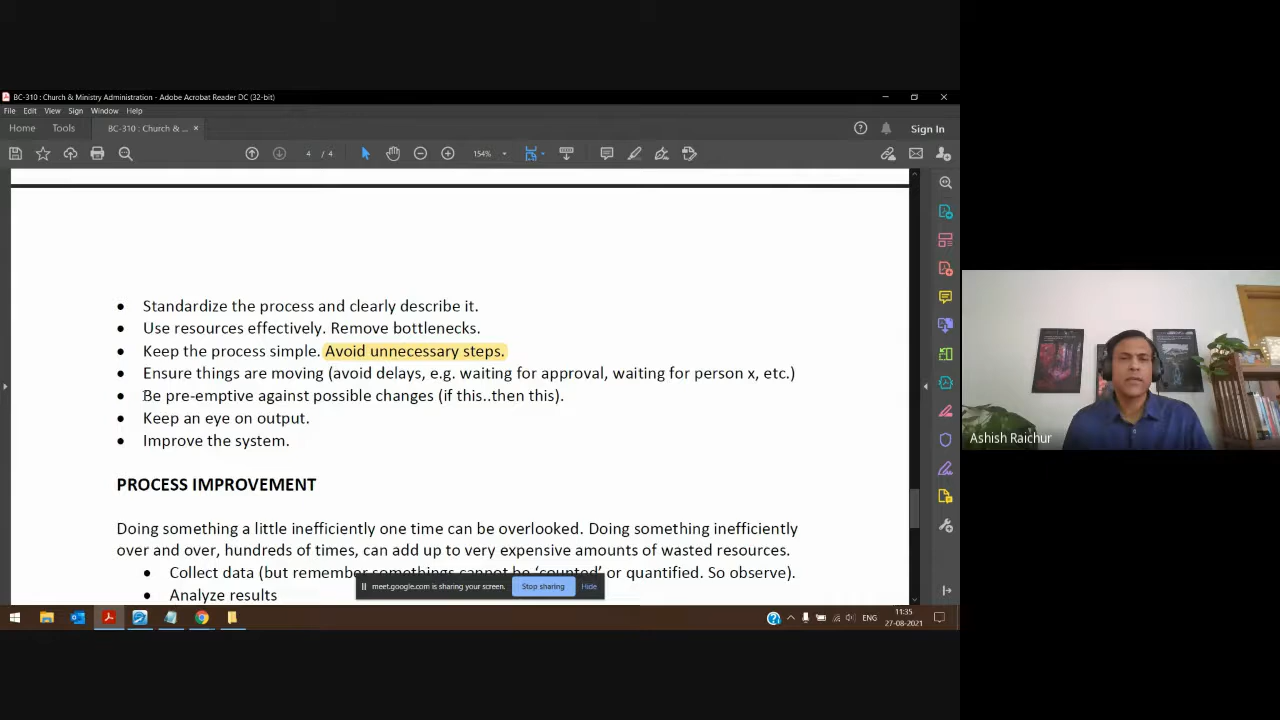 BC-310 : Church & Ministry Administration - Adobe Acrobat Reader DC (32-bit)
File Edit View Sign Window Help
Home Tools BC-310 : Church & ... × Sign In
4 / 4 154%
• Standardize the process and clearly describe it.
• Use resources effectively. Remove bottlenecks.
• Keep the process simple. Avoid unnecessary steps.
• Ensure things are moving (avoid delays, e.g. waiting for approval, waiting for person x, etc.)
• Be pre-emptive against possible changes (if this..then this).
• Keep an eye on output.
• Improve the system.
PROCESS IMPROVEMENT
Doing something a little inefficiently one time can be overlooked. Doing something inefficiently
over and over, hundreds of times, can add up to very expensive amounts of wasted resources.
• Collect data (but remember somethings cannot be ‘counted’ or quantified. So observe).
meet.google.com is sharing your screen. Stop sharing Hide
• Analyze results
ENG 11:35
27-08-2021
Ashish Raichur